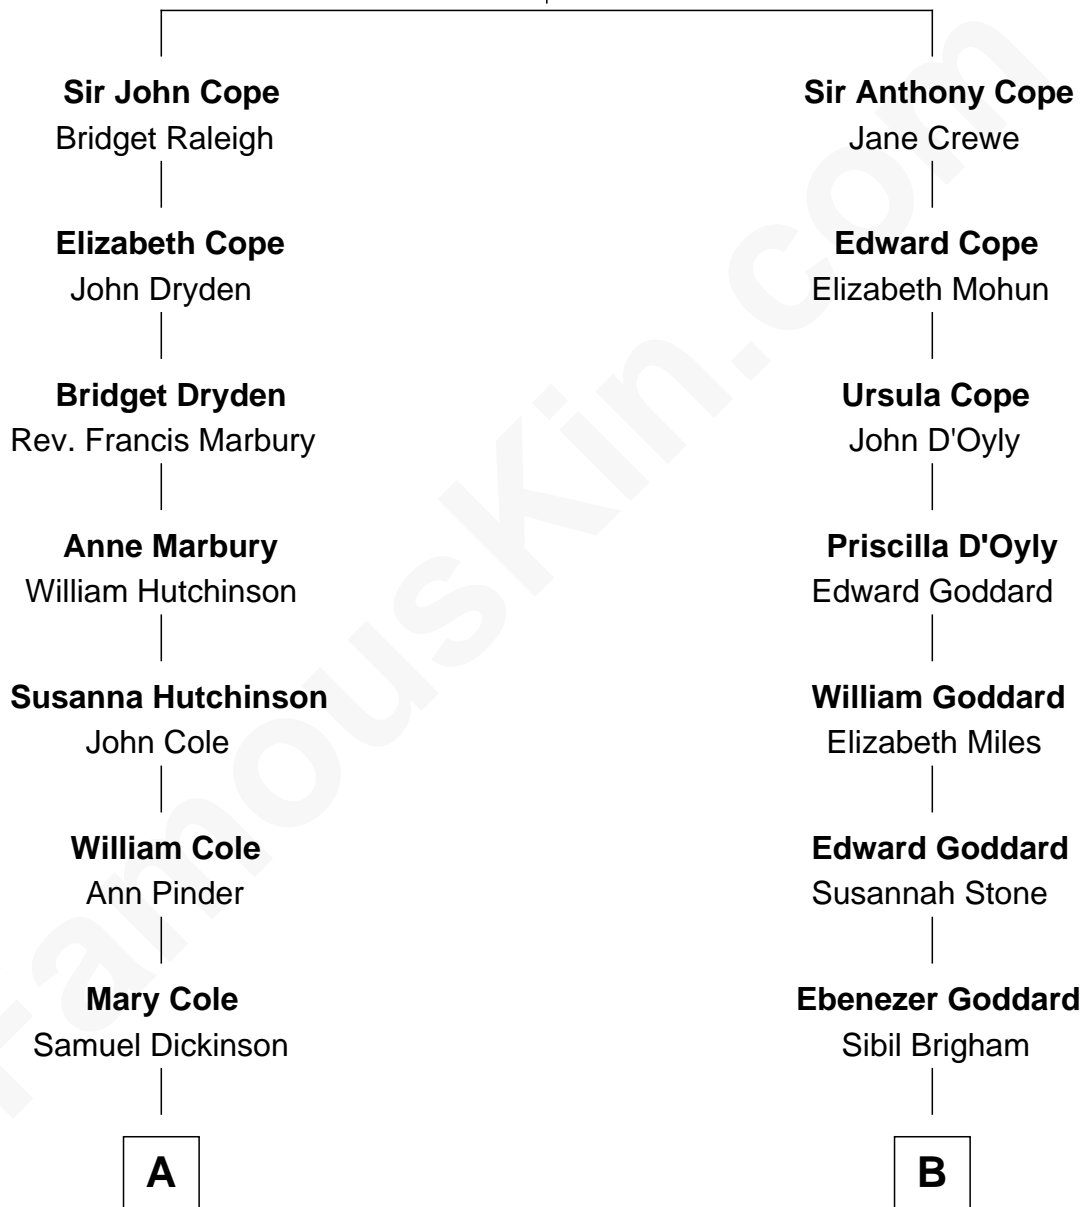 Sir John Cope
Bridget Raleigh
Elizabeth Cope
John Dryden
Bridget Dryden
Rev. Francis Marbury
Anne Marbury
William Hutchinson
Susanna Hutchinson
John Cole
William Cole
Ann Pinder
Mary Cole
Samuel Dickinson
A
Sir Anthony Cope
Jane Crewe
Edward Cope
Elizabeth Mohun
Ursula Cope
John D'Oyly
Priscilla D'Oyly
Edward Goddard
William Goddard
Elizabeth Miles
Edward Goddard
Susannah Stone
Ebenezer Goddard
Sibil Brigham
B
FamousKin.com